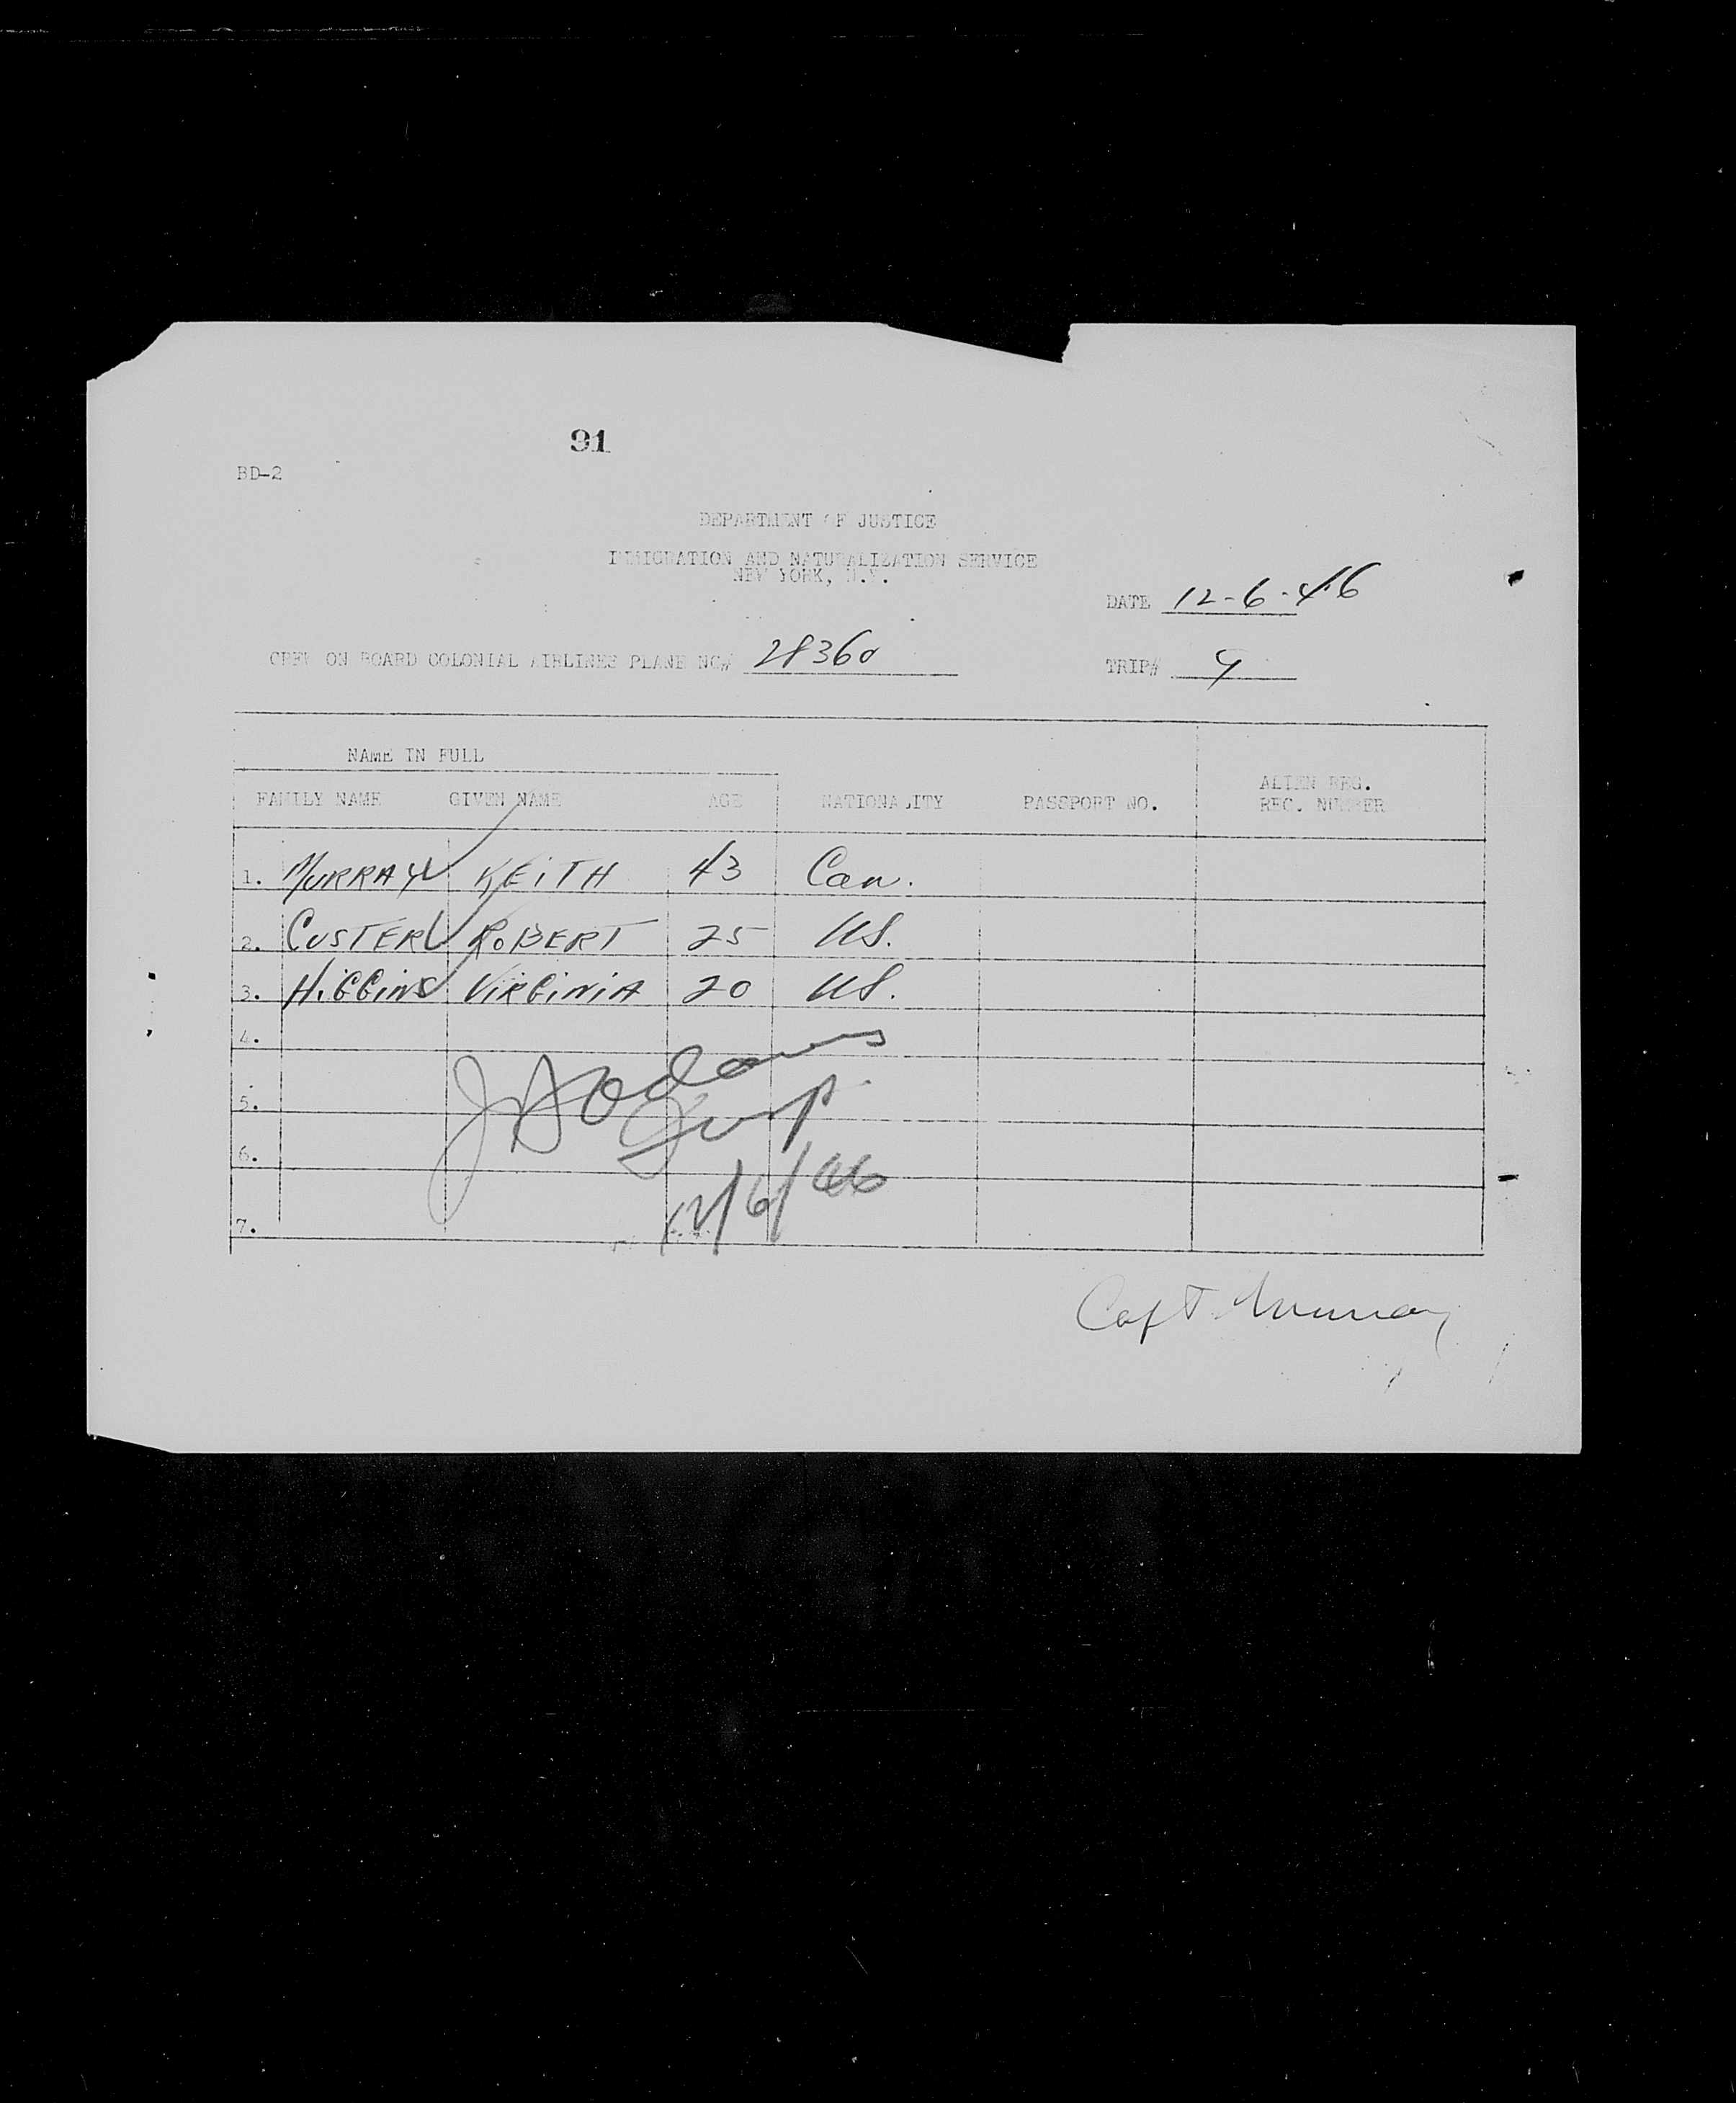 91
BD-2
DEPARTMENT OF JUSTICE
IMMIGRATION AND NATURALIZATION SERVICE
NEW YORK, N.Y.
DATE 12-6-46
CREW ON BOARD COLONIAL AIRLINES PLANE NO# 28360 TRIP#
NAME IN FULL
FAMILY NAME GIVEN NAME AGE NATIONALITY PASSPORT NO. ALIEN REG. REC. NUMBER
1. MURRAY KEITH 43 Can.
2. CUSTER ROBERT 25 US.
3. HIGGINS VIRGINIA 20 US.
4.
5.
6.
12/6/46
7.
Capt. Murray